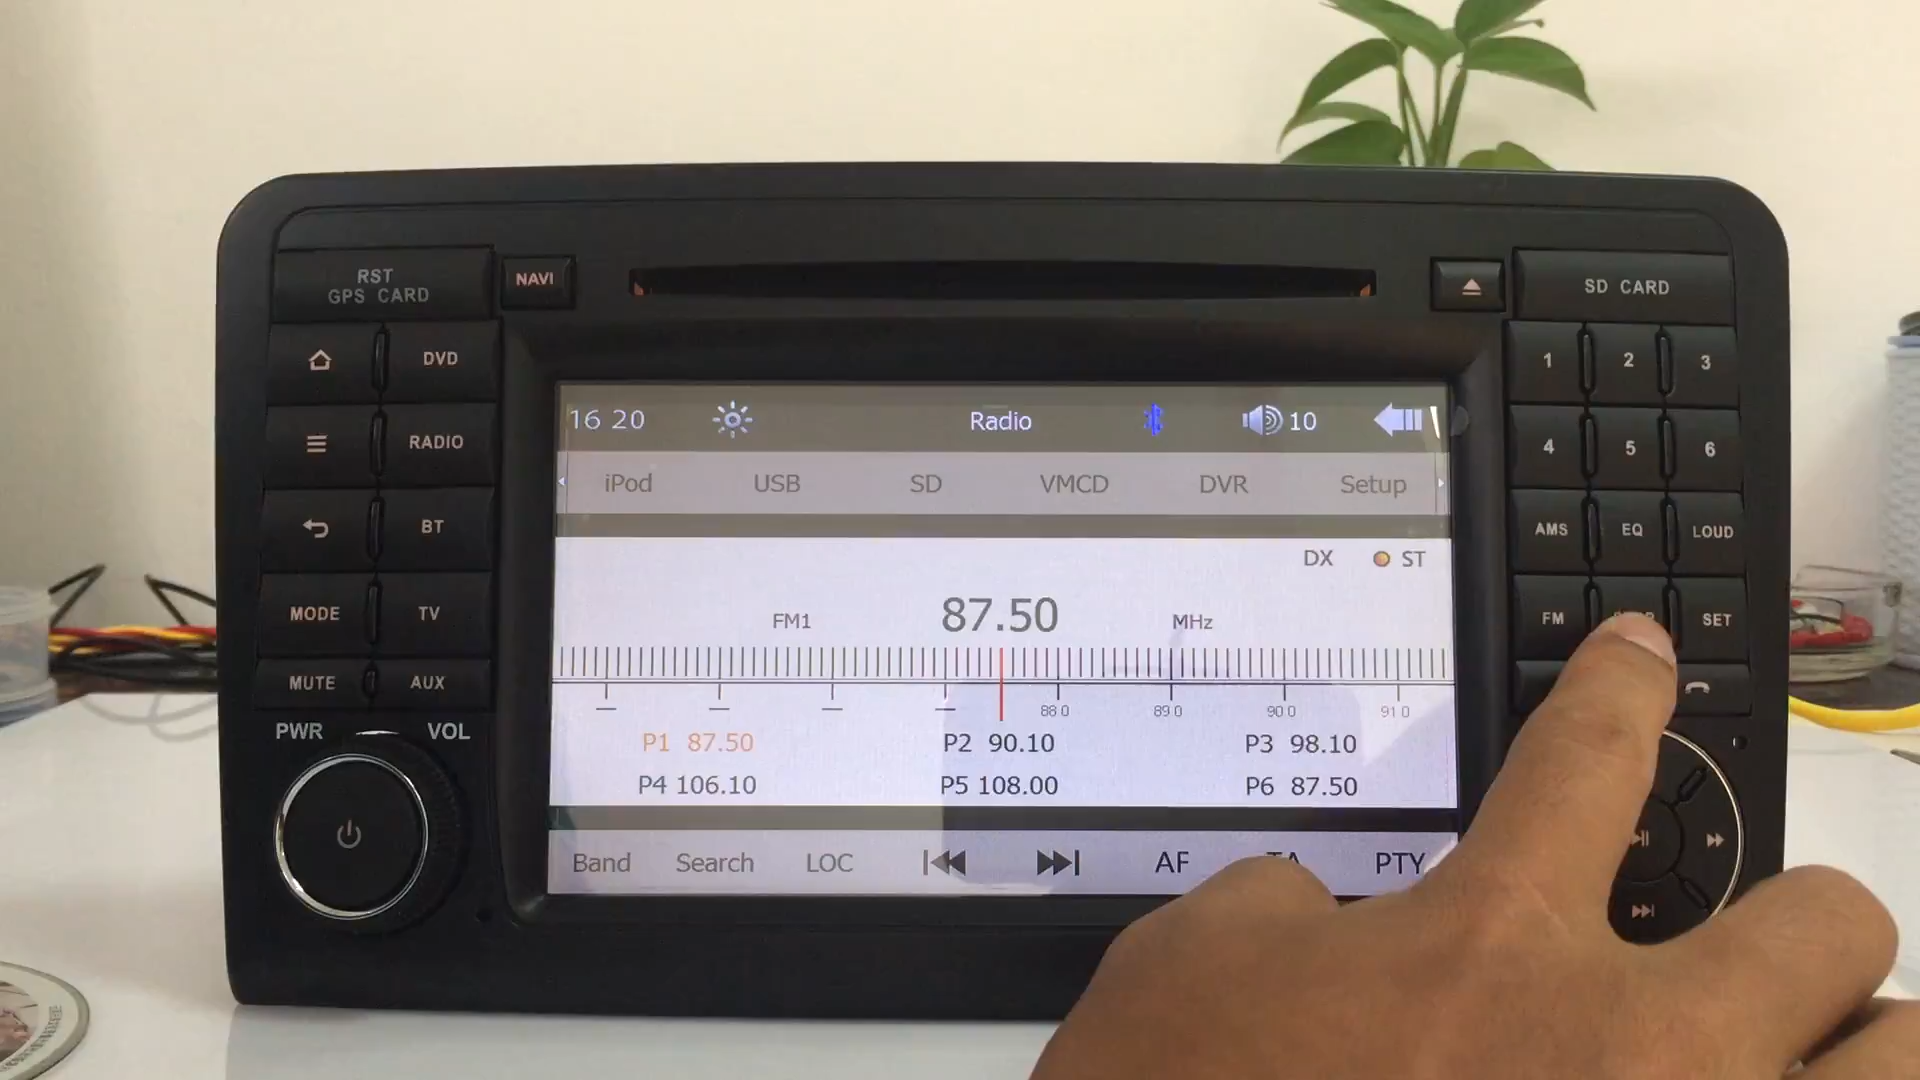 RST
GPS CARD
NAVI
SD CARD
DVD
RADIO
BT
MODE
TV
MUTE
AUX
PWR
VOL
16 20
Radio
10
iPod
USB
SD
VMCD
DVR
Setup
DX
ST
FM1
87.50
MHz
88 0
89 0
90 0
91 0
P1 87.50
P2 90.10
P3 98.10
P4 106.10
P5 108.00
P6 87.50
Band
Search
LOC
AF
TA
PTY
1
2
3
4
5
6
AMS
EQ
LOUD
FM
SET